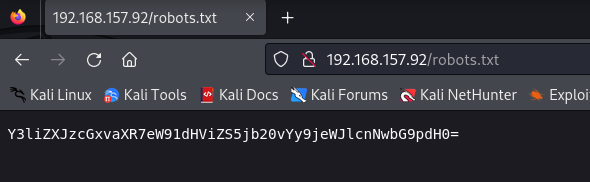 192.168.157.92/robots.txt
192.168.157.92/robots.txt
Kali Linux Kali Tools Kali Docs Kali Forums Kali NetHunter Exploi
Y3liZXJzcGxvaXR7eW91dHViZS5jb20vYy9jeWJlcnNwbG9pdH0=